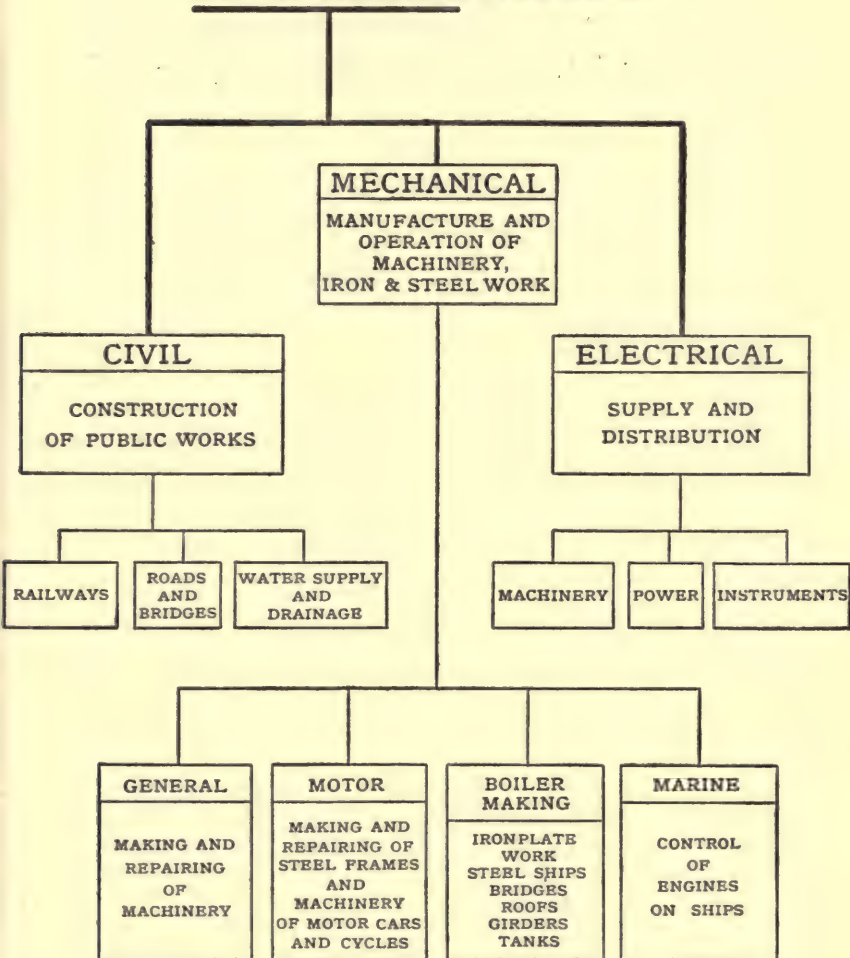 MECHANICAL
MANUFACTURE AND
OPERATION OF
MACHINERY,
IRON & STEEL WORK
CIVIL
CONSTRUCTION
OF PUBLIC WORKS
ELECTRICAL
SUPPLY AND
DISTRIBUTION
RAILWAYS
ROADS
AND
BRIDGES
WATER SUPPLY
AND
DRAINAGE
MACHINERY
POWER
INSTRUMENTS
GENERAL
MAKING AND
REPAIRING
OF
MACHINERY
MOTOR
MAKING AND
REPAIRING OF
STEEL FRAMES
AND
MACHINERY
OF MOTOR CARS
AND CYCLES
BOILER
MAKING
IRONPLATE
WORK
STEEL SHIPS
BRIDGES
ROOFS
GIRDERS
TANKS
MARINE
CONTROL
OF
ENGINES
ON SHIPS